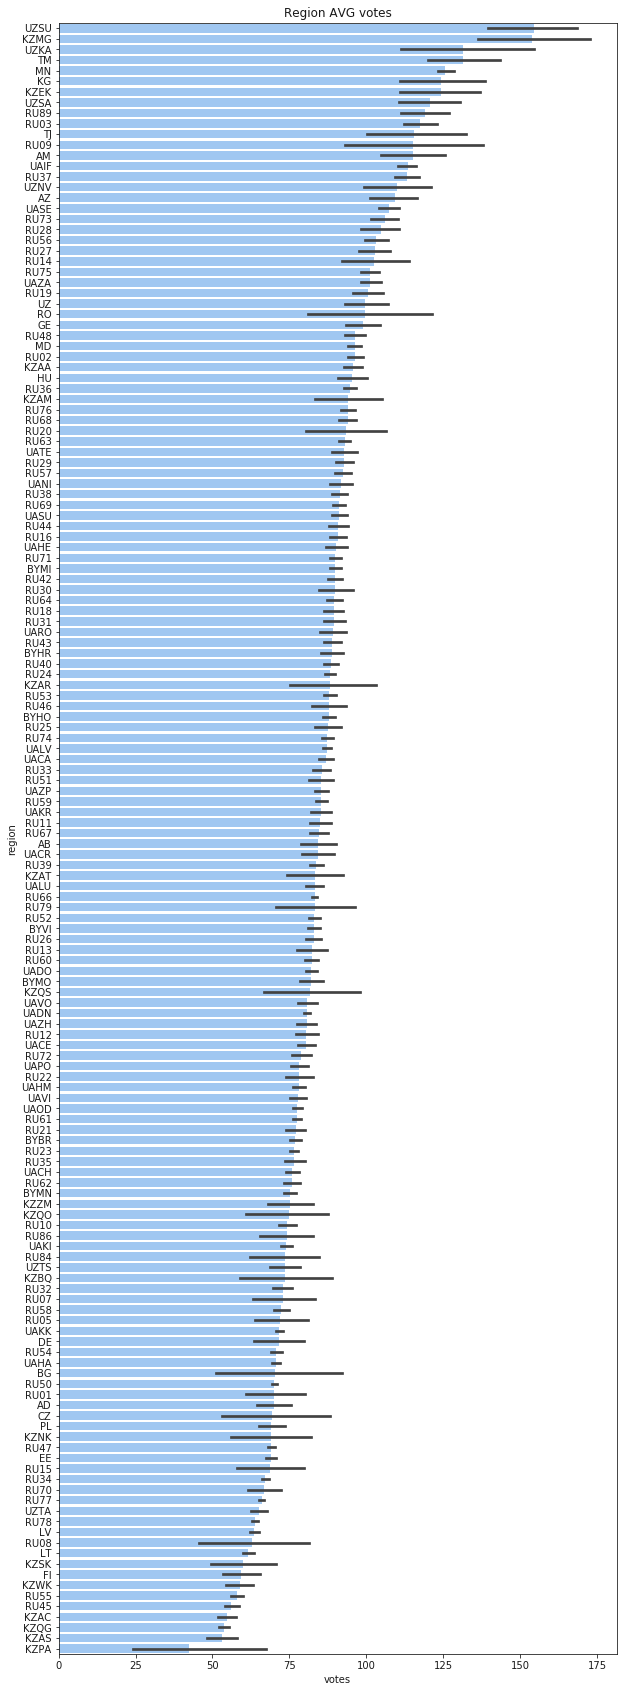 Region AVG votes
UZSU
KZMG
UZKA
TM
MN
KG
KZEK
UZSA
RU89
RU03
TJ
RU09
AM
UAIF
RU37
UZNV
AZ
UASE
RU73
RU28
RU56
RU27
RU14
RU75
UAZA
RU19
UZ
RO
GE
RU48
MD
RU02
KZAA
HU
RU36
KZAM
RU76
RU68
RU20
RU63
UATE
RU29
RU57
UANI
RU38
RU69
UASU
RU44
RU16
UAHE
RU71
BYMI
RU42
RU30
RU64
RU18
RU31
UARO
RU43
BYHR
RU40
RU24
KZAR
RU53
RU46
BYHO
RU25
RU74
UALV
UACA
RU33
RU51
UAZP
RU59
UAKR
RU11
RU67
AB
UACR
RU39
KZAT
UALU
RU66
RU79
RU52
BYVI
RU26
RU13
RU60
UADO
BYMO
KZQS
UAVO
UADN
UAZH
RU12
UACE
RU72
UAPO
RU22
UAHM
UAVI
UAOD
RU61
RU21
BYBR
RU23
RU35
UACH
RU62
BYMN
KZZM
KZQO
RU10
RU86
UAKI
RU84
UZTS
KZBQ
RU32
RU07
RU58
RU05
UAKK
DE
RU54
UAHA
BG
RU50
RU01
AD
CZ
PL
KZNK
RU47
EE
RU15
RU34
RU70
RU77
UZTA
RU78
LV
RU08
LT
KZSK
FI
KZWK
RU55
RU45
KZAC
KZQG
KZAS
KZPA
region
0 25 50 75 100 125 150 175
votes